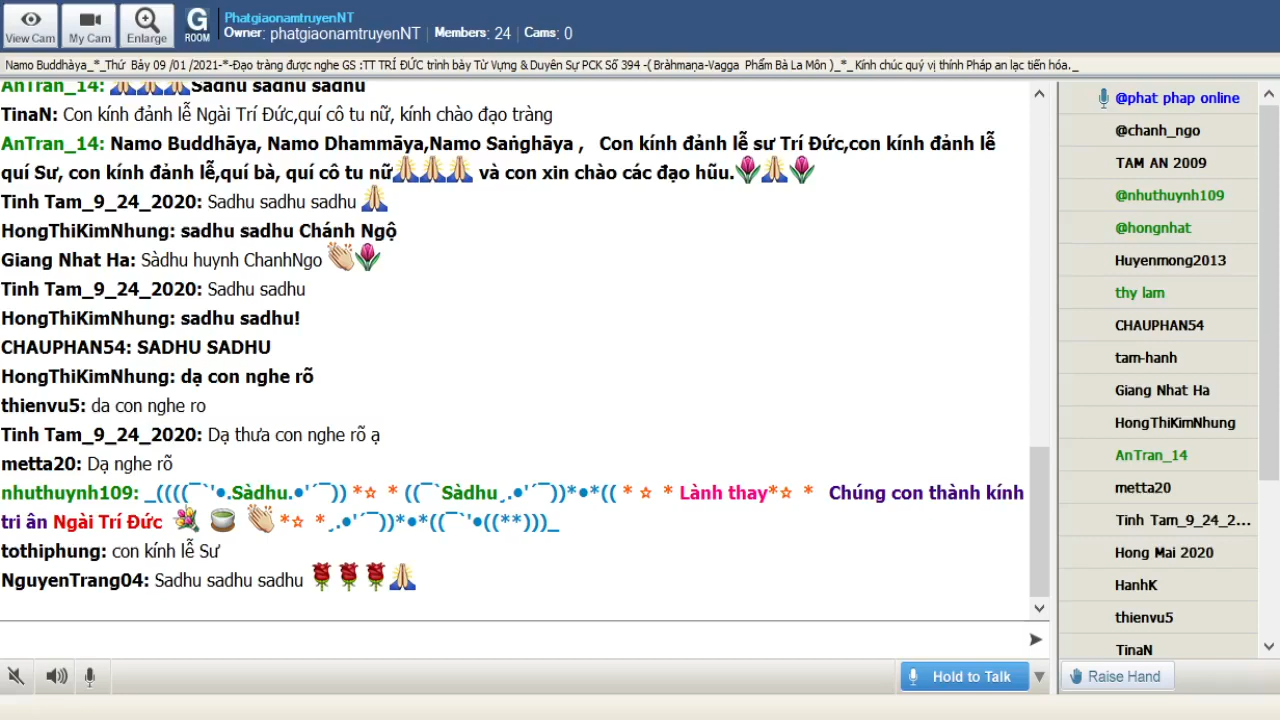 View Cam
My Cam
Enlarge
G
ROOM
PhatgiaonamtruyenNT
Owner: phatgiaonamtruyenNT | Members: 24 | Cams: 0
Namo Buddhàya_*_Thứ Bảy 09 /01 /2021-*-Đạo tràng được nghe GS :TT TRÍ ĐỨC trình bày Từ Vựng & Duyên Sự PCK Số 394 -( Bràhmaṇa-Vagga Phẩm Bà La Môn )_*_ Kính chúc quý vị thính Pháp an lạc tiến hóa._
AnTran_14: Sadhu sadhu sadhu
TinaN: Con kính đảnh lễ Ngài Trí Đức,quí cô tu nữ, kính chào đạo tràng
AnTran_14: Namo Buddhāya, Namo Dhammāya,Namo Saṅghāya , Con kính đảnh lễ sư Trí Đức,con kính đảnh lễ
quí Sư, con kính đảnh lễ,quí bà, quí cô tu nữ và con xin chào các đạo hũu.
Tinh Tam_9_24_2020: Sadhu sadhu sadhu
HongThiKimNhung: sadhu sadhu Chánh Ngộ
Giang Nhat Ha: Sàdhu huynh ChanhNgo
Tinh Tam_9_24_2020: Sadhu sadhu
HongThiKimNhung: sadhu sadhu!
CHAUPHAN54: SADHU SADHU
HongThiKimNhung: dạ con nghe rõ
thienvu5: da con nghe ro
Tinh Tam_9_24_2020: Dạ thưa con nghe rõ ạ
metta20: Dạ nghe rõ
nhuthuynh109: _((((¯`'•.Sàdhu.•'´¯)) *☆ * ((¯`Sàdhu¸.•'´¯))*•*(( * ☆ * Lành thay*☆ * Chúng con thành kính
tri ân Ngài Trí Đức *☆ *¸.•'´¯))*•*((¯`'•((**)))_
tothiphung: con kính lễ Sư
NguyenTrang04: Sadhu sadhu sadhu
@phat phap online
@chanh_ngo
TAM AN 2009
@nhuthuynh109
@hongnhat
Huyenmong2013
thy lam
CHAUPHAN54
tam-hanh
Giang Nhat Ha
HongThiKimNhung
AnTran_14
metta20
Tinh Tam_9_24_2...
Hong Mai 2020
HanhK
thienvu5
TinaN
Hold to Talk
Raise Hand